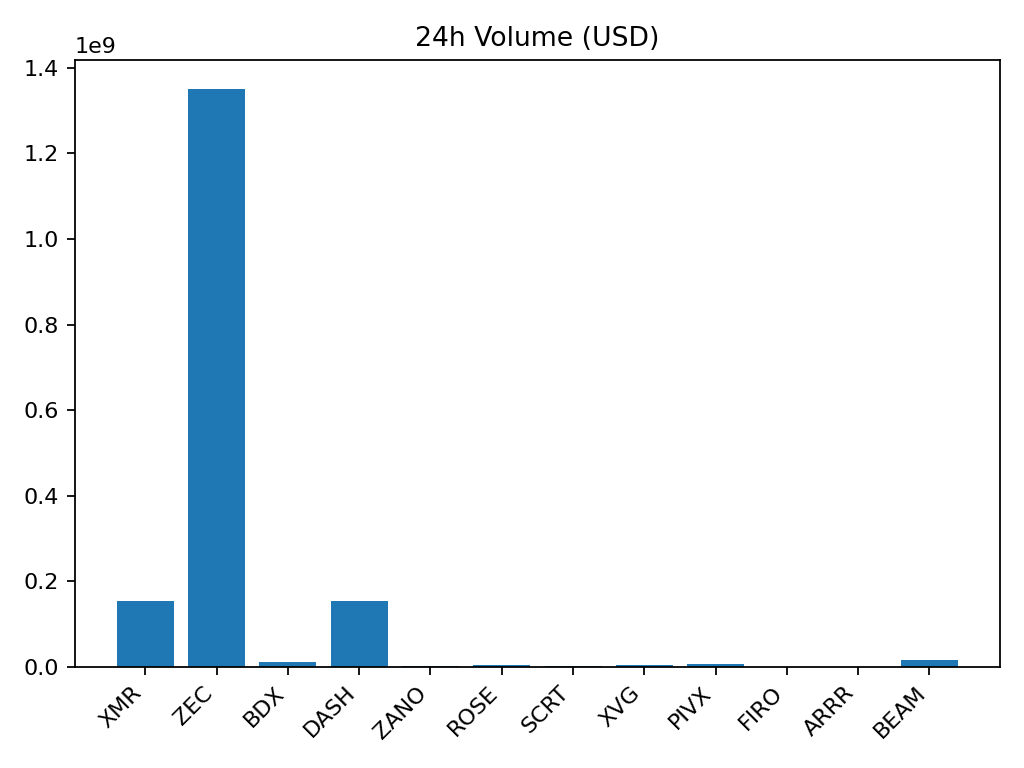 24h Volume (USD)
1e9
1.4
1.2
1.0
0.8
0.6
0.4
0.2
0.0
XMR
ZEC
BDX
DASH
ZANO
ROSE
SCRT
XVG
PIVX
FIRO
ARRR
BEAM